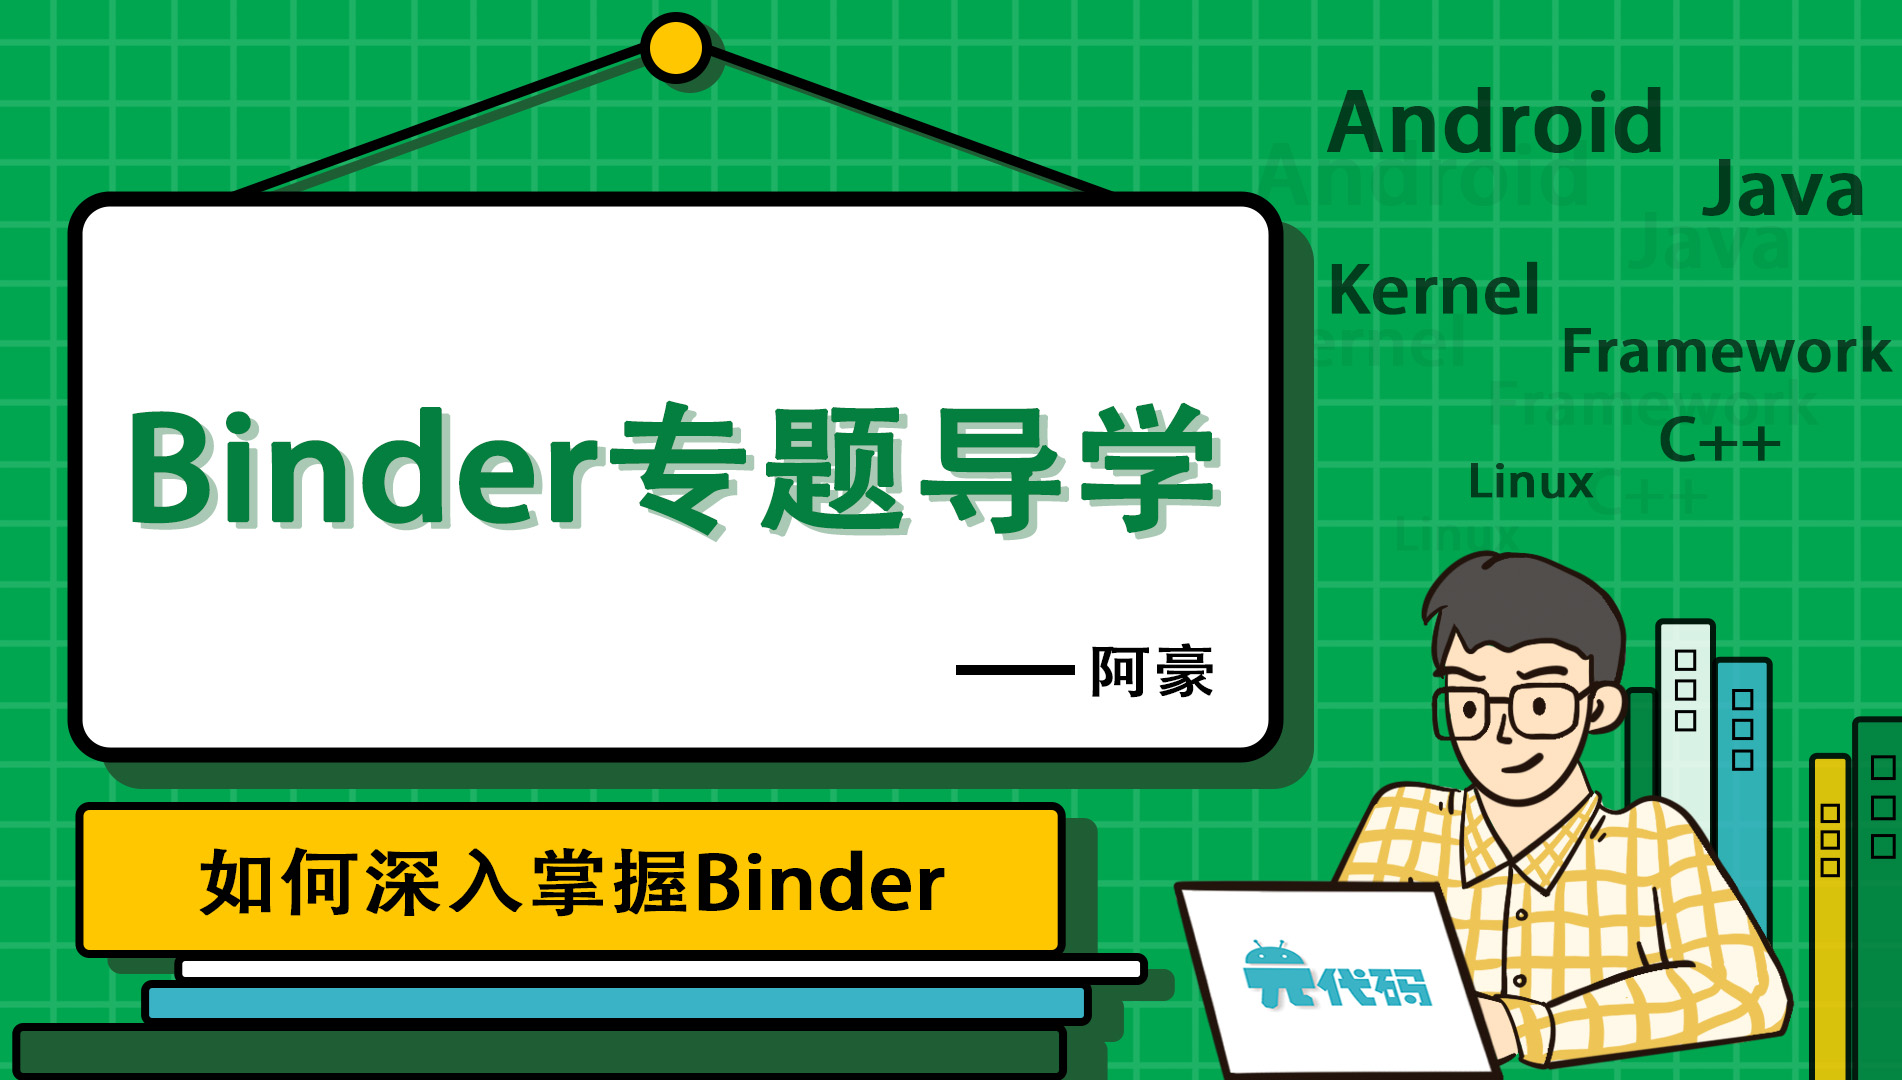 Binder专题导学
——阿豪
如何深入掌握Binder
Android
Java
Kernel
Framework
C++
Linux
元代码